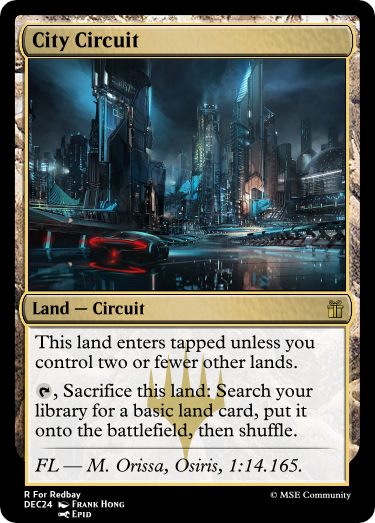 City Circuit
Land — Circuit
This land enters tapped unless you
control two or fewer other lands.
, Sacrifice this land: Search your
library for a basic land card, put it
onto the battlefield, then shuffle.
FL — M. Orissa, Osiris, 1:14.165.
R For Redbay
DEC24 Frank Hong
Epid
© MSE Community